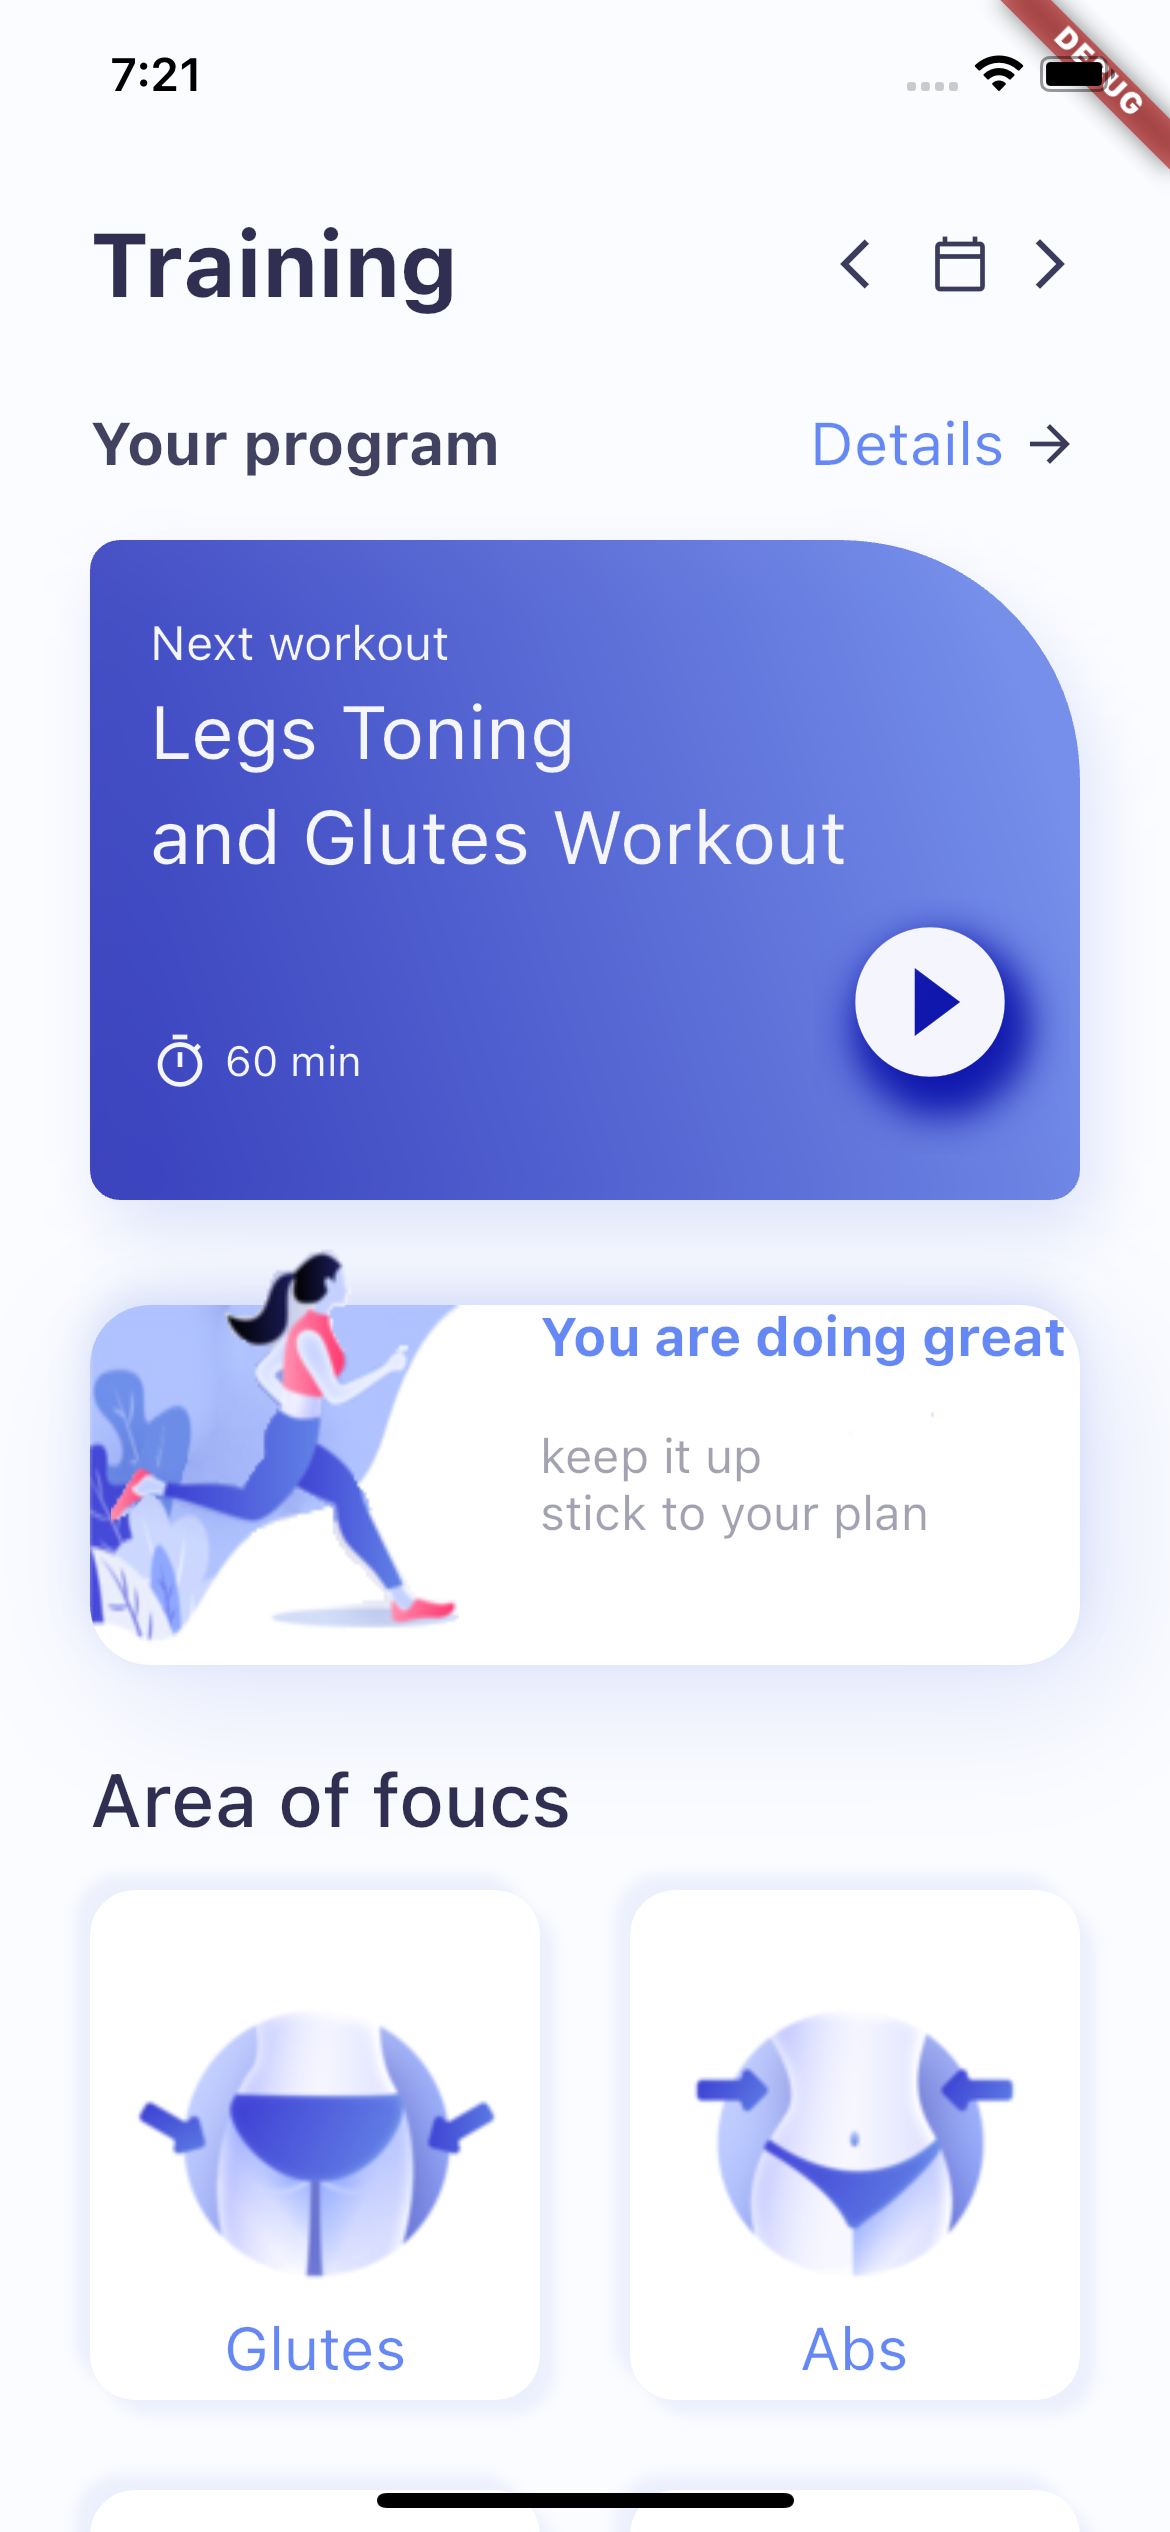 7:21
DEBUG
Training
Your program
Details
Next workout
Legs Toning
and Glutes Workout
60 min
You are doing great
keep it up
stick to your plan
Area of foucs
Glutes
Abs